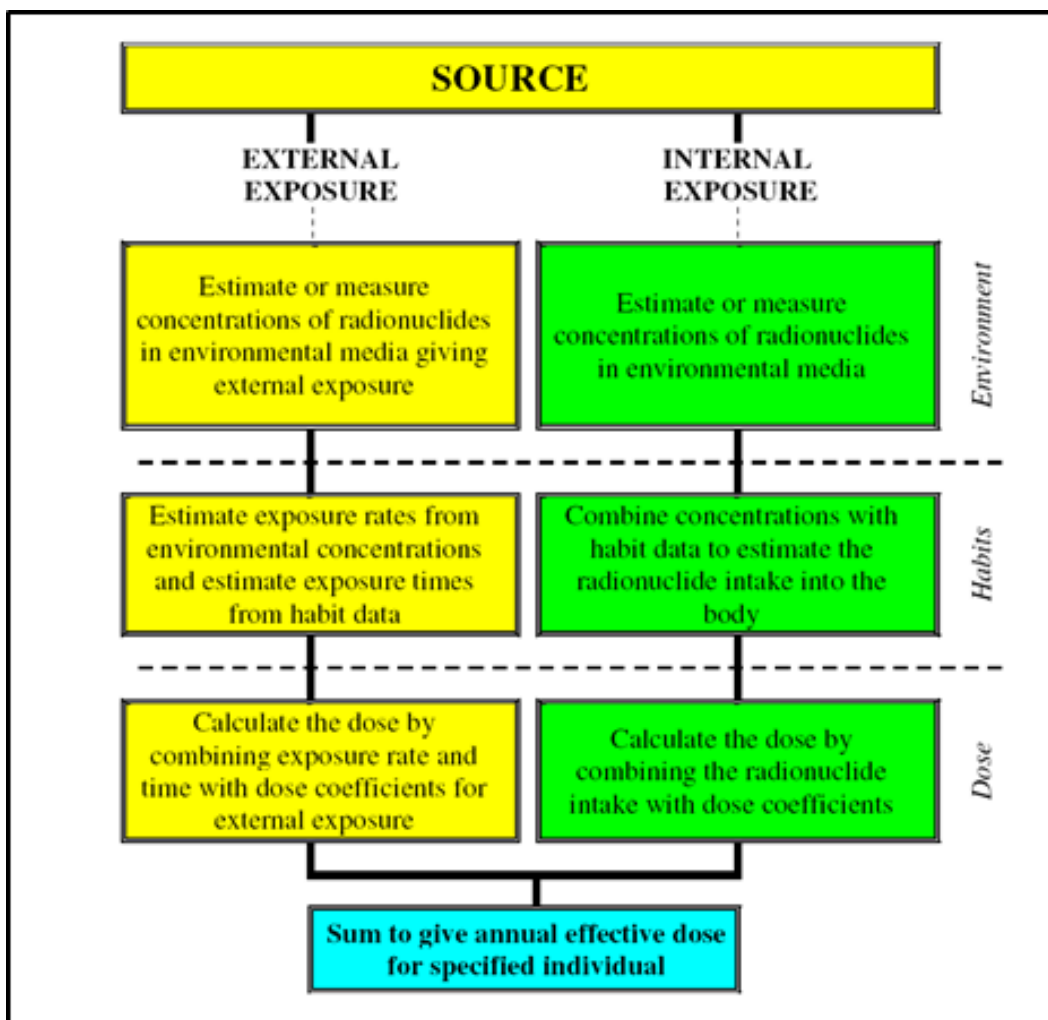 SOURCE
EXTERNAL
EXPOSURE
INTERNAL
EXPOSURE
Estimate or measure
concentrations of radionuclides
in environmental media giving
external exposure
Estimate or measure
concentrations of radionuclides
in environmental media
Environment
Estimate exposure rates from
environmental concentrations
and estimate exposure times
from habit data
Combine concentrations with
habit data to estimate the
radionuclide intake into the
body
Habits
Calculate the dose by
combining exposure rate and
time with dose coefficients for
external exposure
Calculate the dose by
combining the radionuclide
intake with dose coefficients
Dose
Sum to give annual effective dose
for specified individual